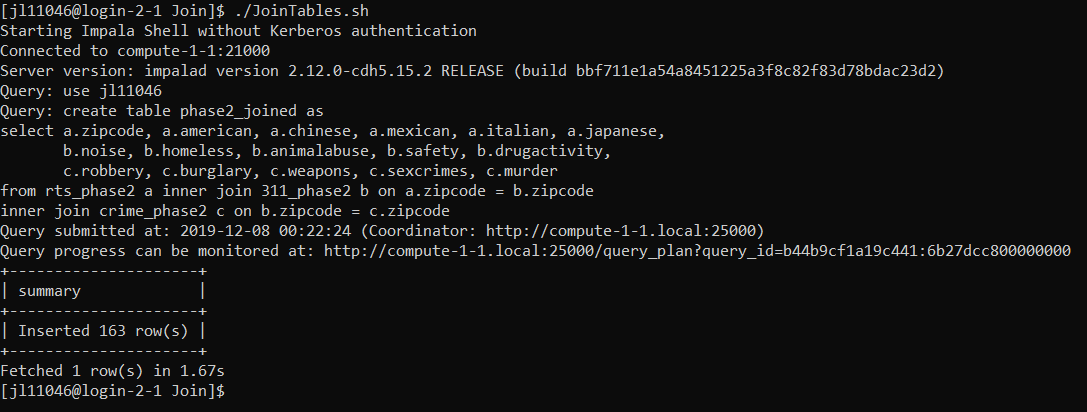 [jl11046@login-2-1 Join]$ ./JoinTables.sh
Starting Impala Shell without Kerberos authentication
Connected to compute-1-1:21000
Server version: impalad version 2.12.0-cdh5.15.2 RELEASE (build bbf711e1a54a8451225a3f8c82f83d78bdac23d2)
Query: use jl11046
Query: create table phase2_joined as
select a.zipcode, a.american, a.chinese, a.mexican, a.italian, a.japanese,
       b.noise, b.homeless, b.animalabuse, b.safety, b.drugactivity,
       c.robbery, c.burglary, c.weapons, c.sexcrimes, c.murder
from rts_phase2 a inner join 311_phase2 b on a.zipcode = b.zipcode
inner join crime_phase2 c on b.zipcode = c.zipcode
Query submitted at: 2019-12-08 00:22:24 (Coordinator: http://compute-1-1.local:25000)
Query progress can be monitored at: http://compute-1-1.local:25000/query_plan?query_id=b44b9cf1a19c441:6b27dcc800000000
+---------------------+
| summary             |
+---------------------+
| Inserted 163 row(s) |
+---------------------+
Fetched 1 row(s) in 1.67s
[jl11046@login-2-1 Join]$